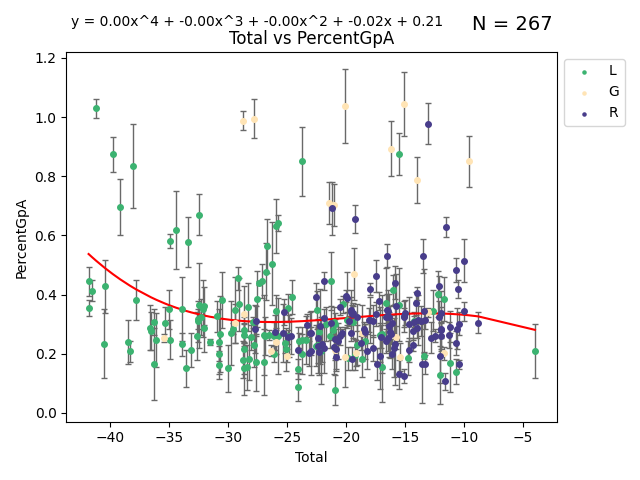 y = 0.00x^4 + -0.00x^3 + -0.00x^2 + -0.02x + 0.21
N = 267
Total vs PercentGpA
1.2
1.0
0.8
0.6
0.4
0.2
0.0
PercentGpA
−40
−35
−30
−25
−20
−15
−10
−5
Total
L
G
R